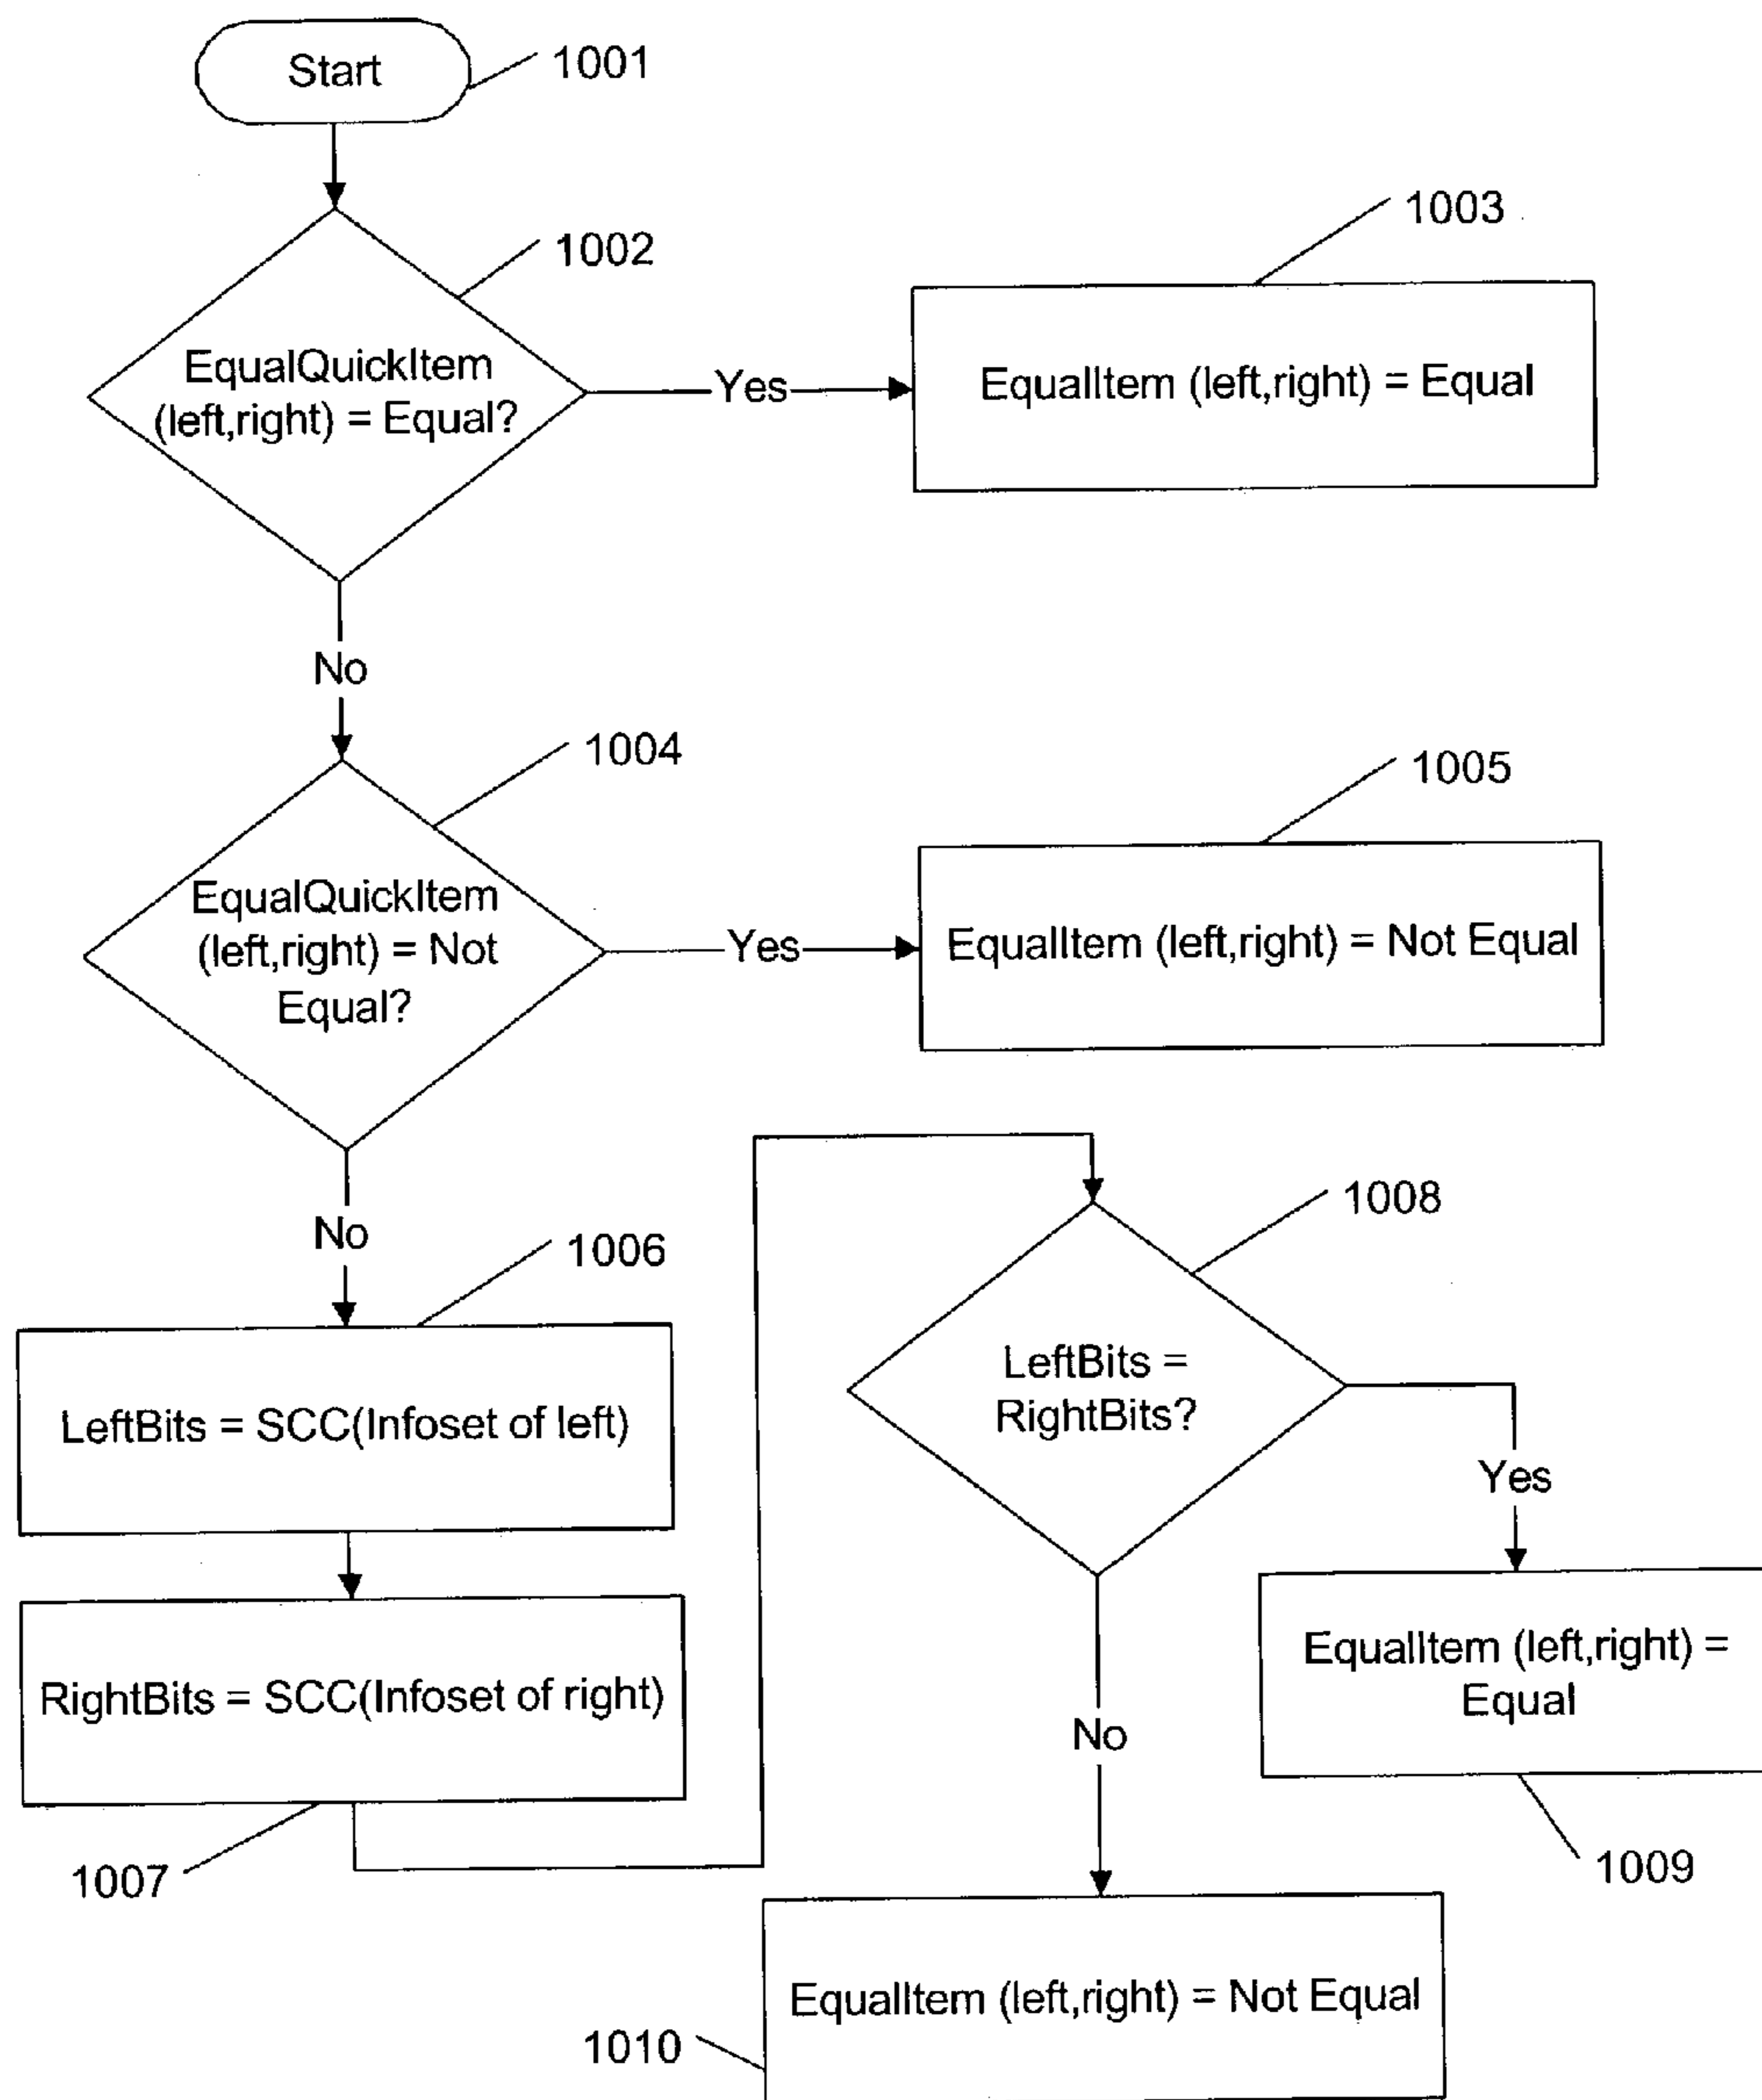 Start
1001
1002
EqualQuickItem
(left,right) = Equal?
Yes
1003
EqualItem (left,right) = Equal
No
1004
EqualQuickItem
(left,right) = Not
Equal?
Yes
1005
EqualItem (left,right) = Not Equal
No
1006
LeftBits = SCC(Infoset of left)
RightBits = SCC(Infoset of right)
1007
1008
LeftBits =
RightBits?
Yes
EqualItem (left,right) =
Equal
1009
No
EqualItem (left,right) = Not Equal
1010